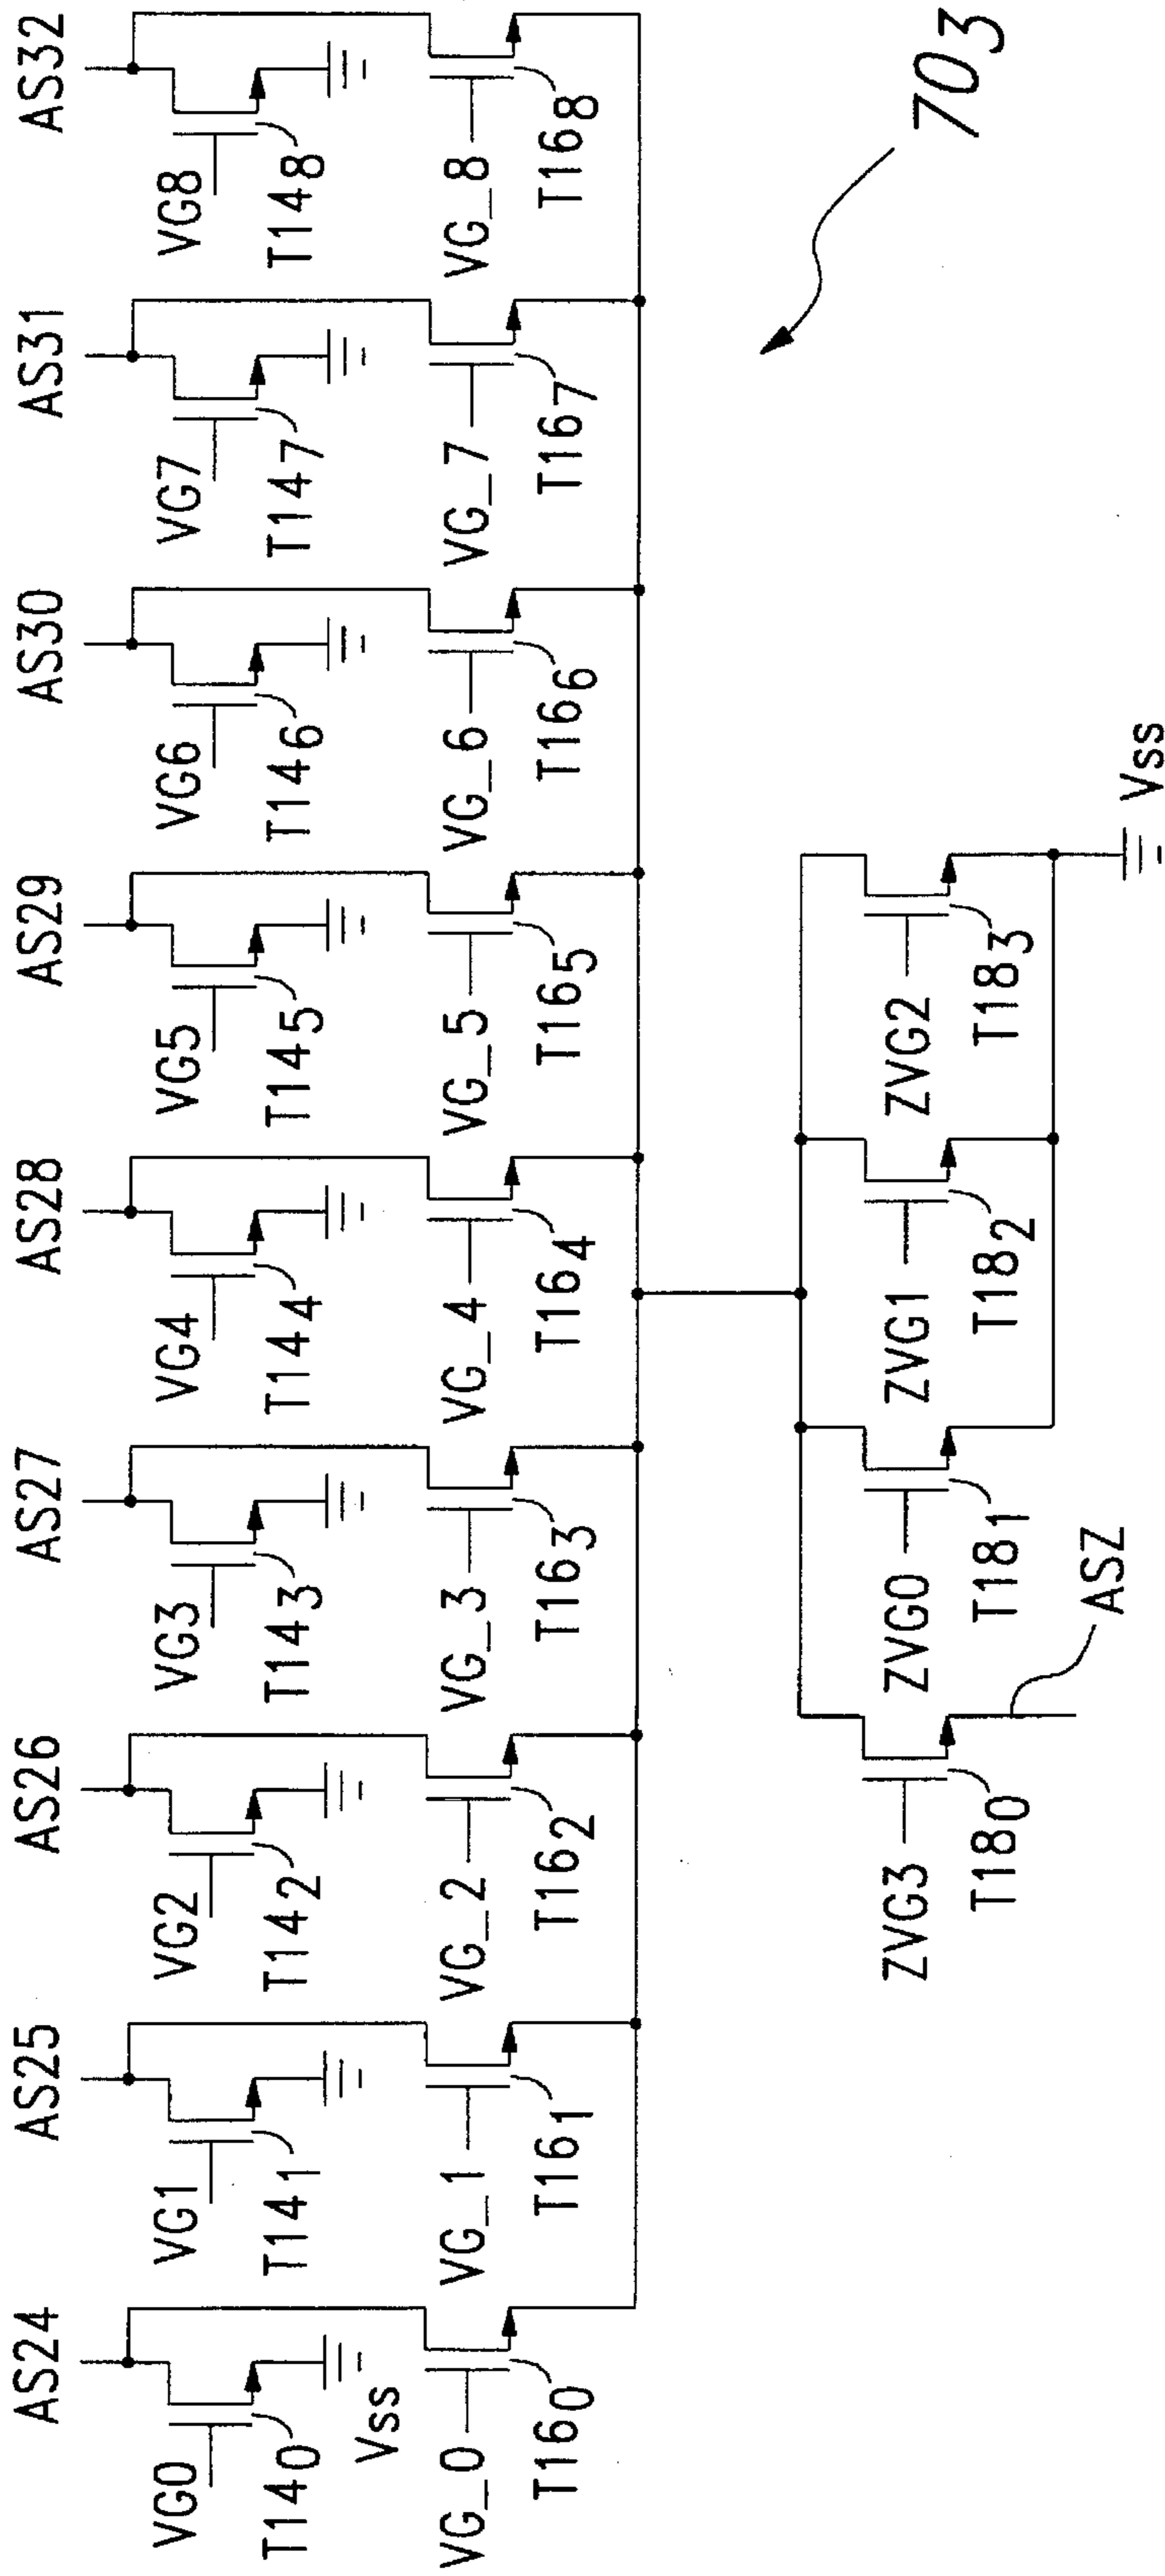 AS24 AS25 AS26 AS27 AS28 AS29 AS30 AS31 AS32
VG0 VG1 VG2 VG3 VG4 VG5 VG6 VG7 VG8
T140 T141 T142 T143 T144 T145 T146 T147 T148
Vss
VG_0 VG_1 VG_2 VG_3 VG_4 VG_5 VG_6 VG_7 VG_8
T160 T161 T162 T163 T164 T165 T166 T167 T168
ZVG3 ZVG0 ZVG1 ZVG2
T180 T181 T182 T183
ASZ
Vss
703